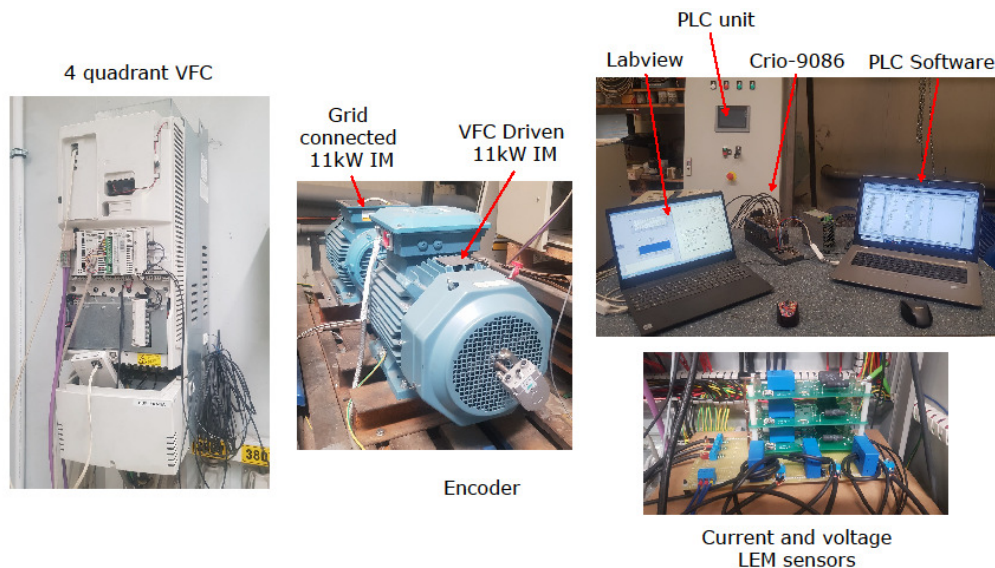 4 quadrant VFC
Grid
connected
11kW IM
VFC Driven
11kW IM
Encoder
PLC unit
Labview
Crio-9086
PLC Software
Current and voltage
LEM sensors
380